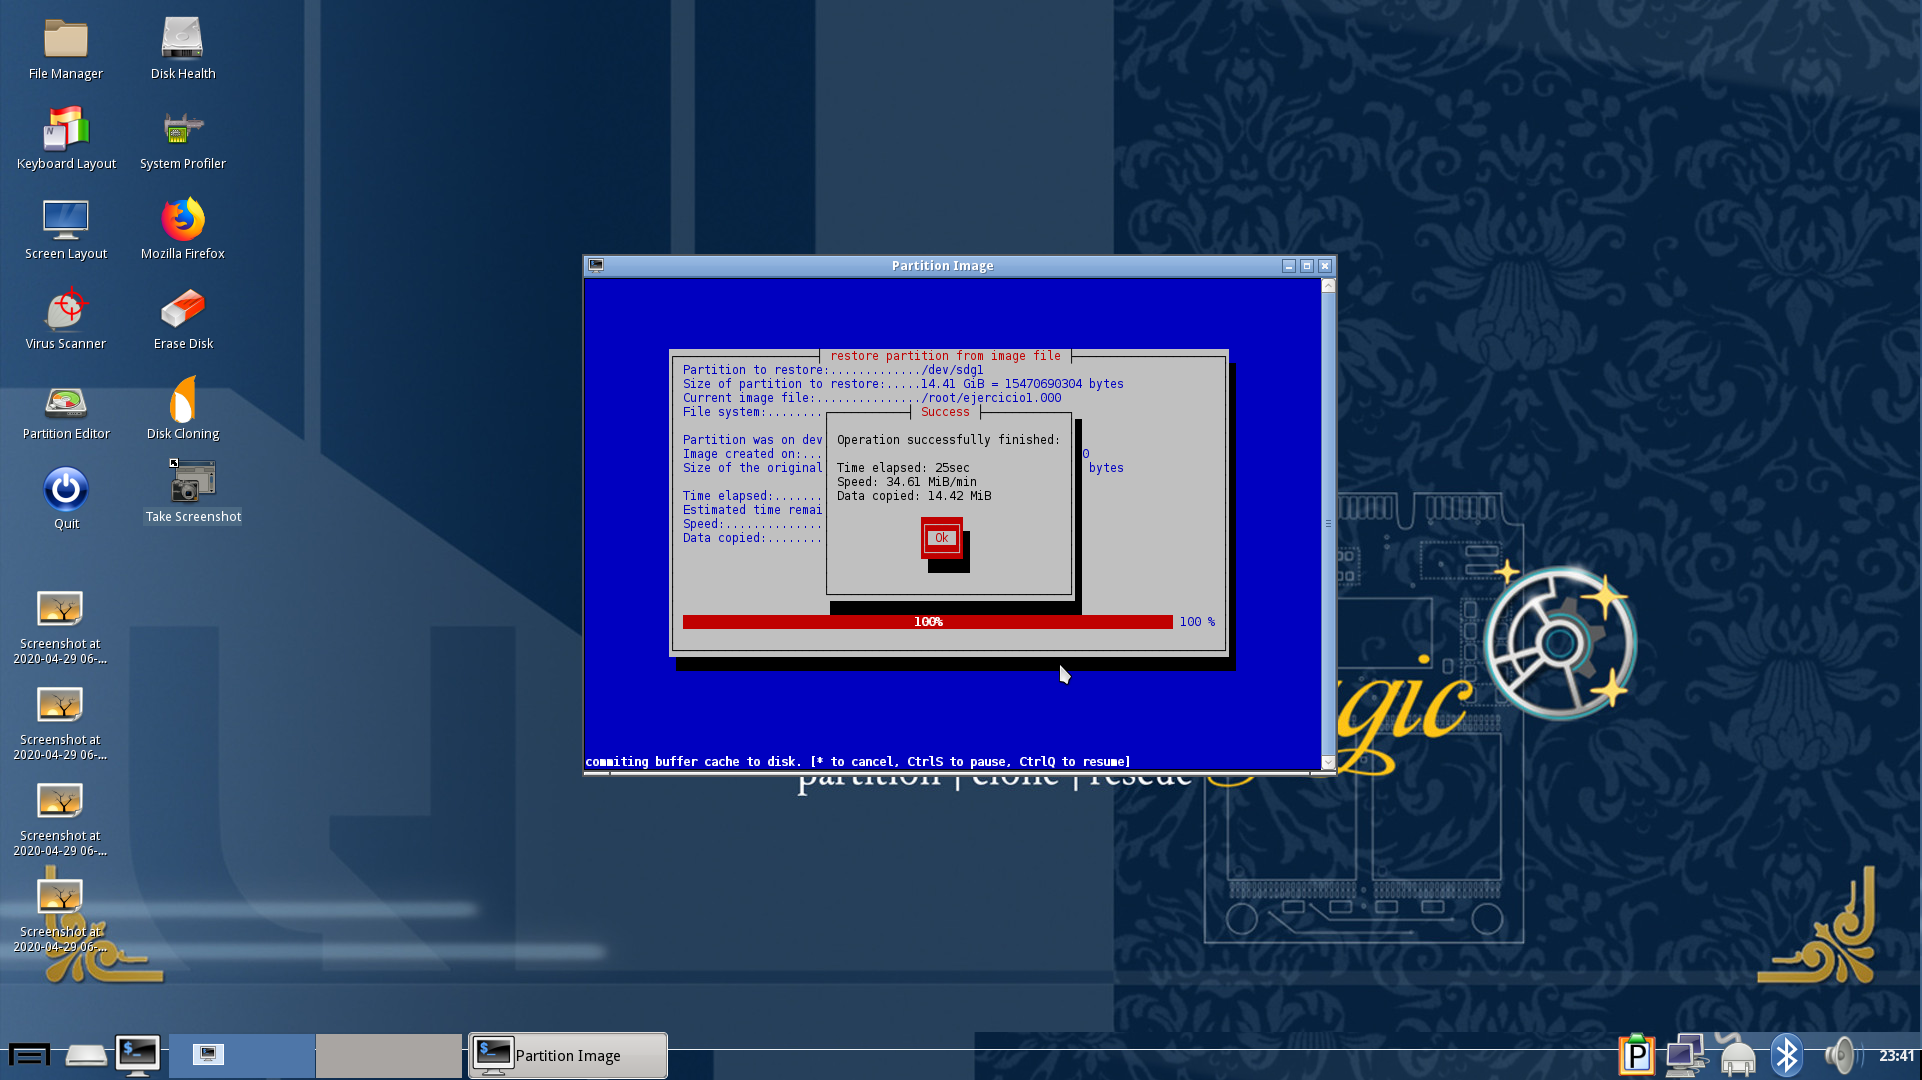 File Manager
Disk Health
Keyboard Layout
System Profiler
Screen Layout
Mozilla Firefox
Virus Scanner
Erase Disk
Partition Editor
Disk Cloning
Quit
Take Screenshot
Screenshot at
2020-04-29 06-...
Screenshot at
2020-04-29 06-...
Screenshot at
2020-04-29 06-...
Screenshot at
2020-04-29 06-...
Partition Image
restore partition from image file
Partition to restore:............./dev/sdg1
Size of partition to restore:.....14.41 GiB = 15470690304 bytes
Current image file:.............../root/ejercicio1.000
File system:........
Success
Partition was on dev
Operation successfully finished:
Image created on:... 0
Size of the original bytes
Time elapsed: 25sec
Speed: 34.61 MiB/min
Time elapsed:.......
Data copied: 14.42 MiB
Estimated time remai
Speed:..............
Data copied:........
Ok
100% 100 %
commiting buffer cache to disk. [* to cancel, CtrlS to pause, CtrlQ to resume]
gic
partition | clone | rescue
$_
$_ Partition Image
P
23:41